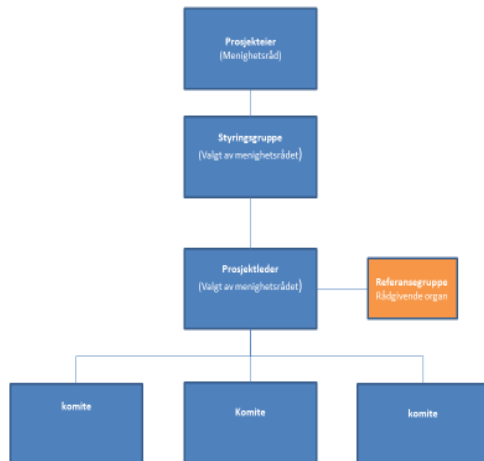 Prosjekteier
(Menighetsråd)
Styringsgruppe
(Valgt av menighetsrådet)
Prosjektleder
(Valgt av menighetsrådet)
Referansegruppe
Rådgivende organ
komite
Komite
komite